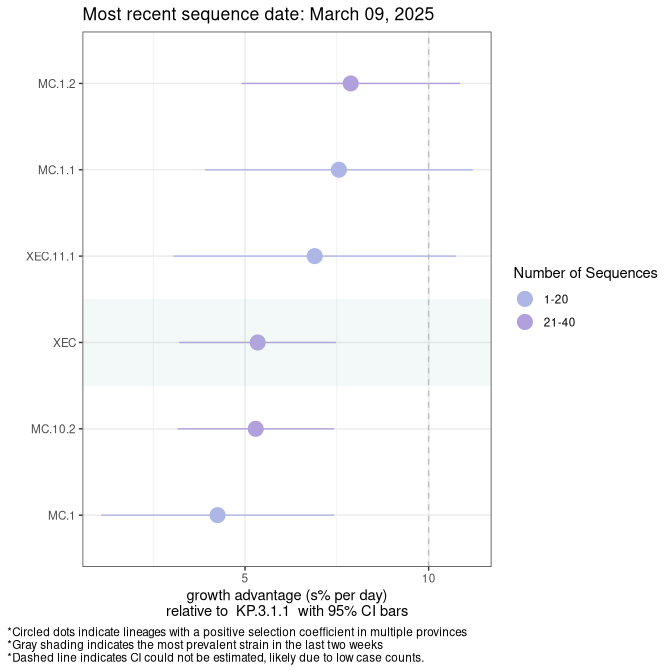 Most recent sequence date: March 09, 2025
MC.1.2
MC.1.1
XEC.11.1
XEC
MC.10.2
MC.1
5 10
growth advantage (s% per day)
relative to KP.3.1.1 with 95% CI bars
Number of Sequences
1-20
21-40
*Circled dots indicate lineages with a positive selection coefficient in multiple provinces
*Gray shading indicates the most prevalent strain in the last two weeks
*Dashed line indicates CI could not be estimated, likely due to low case counts.